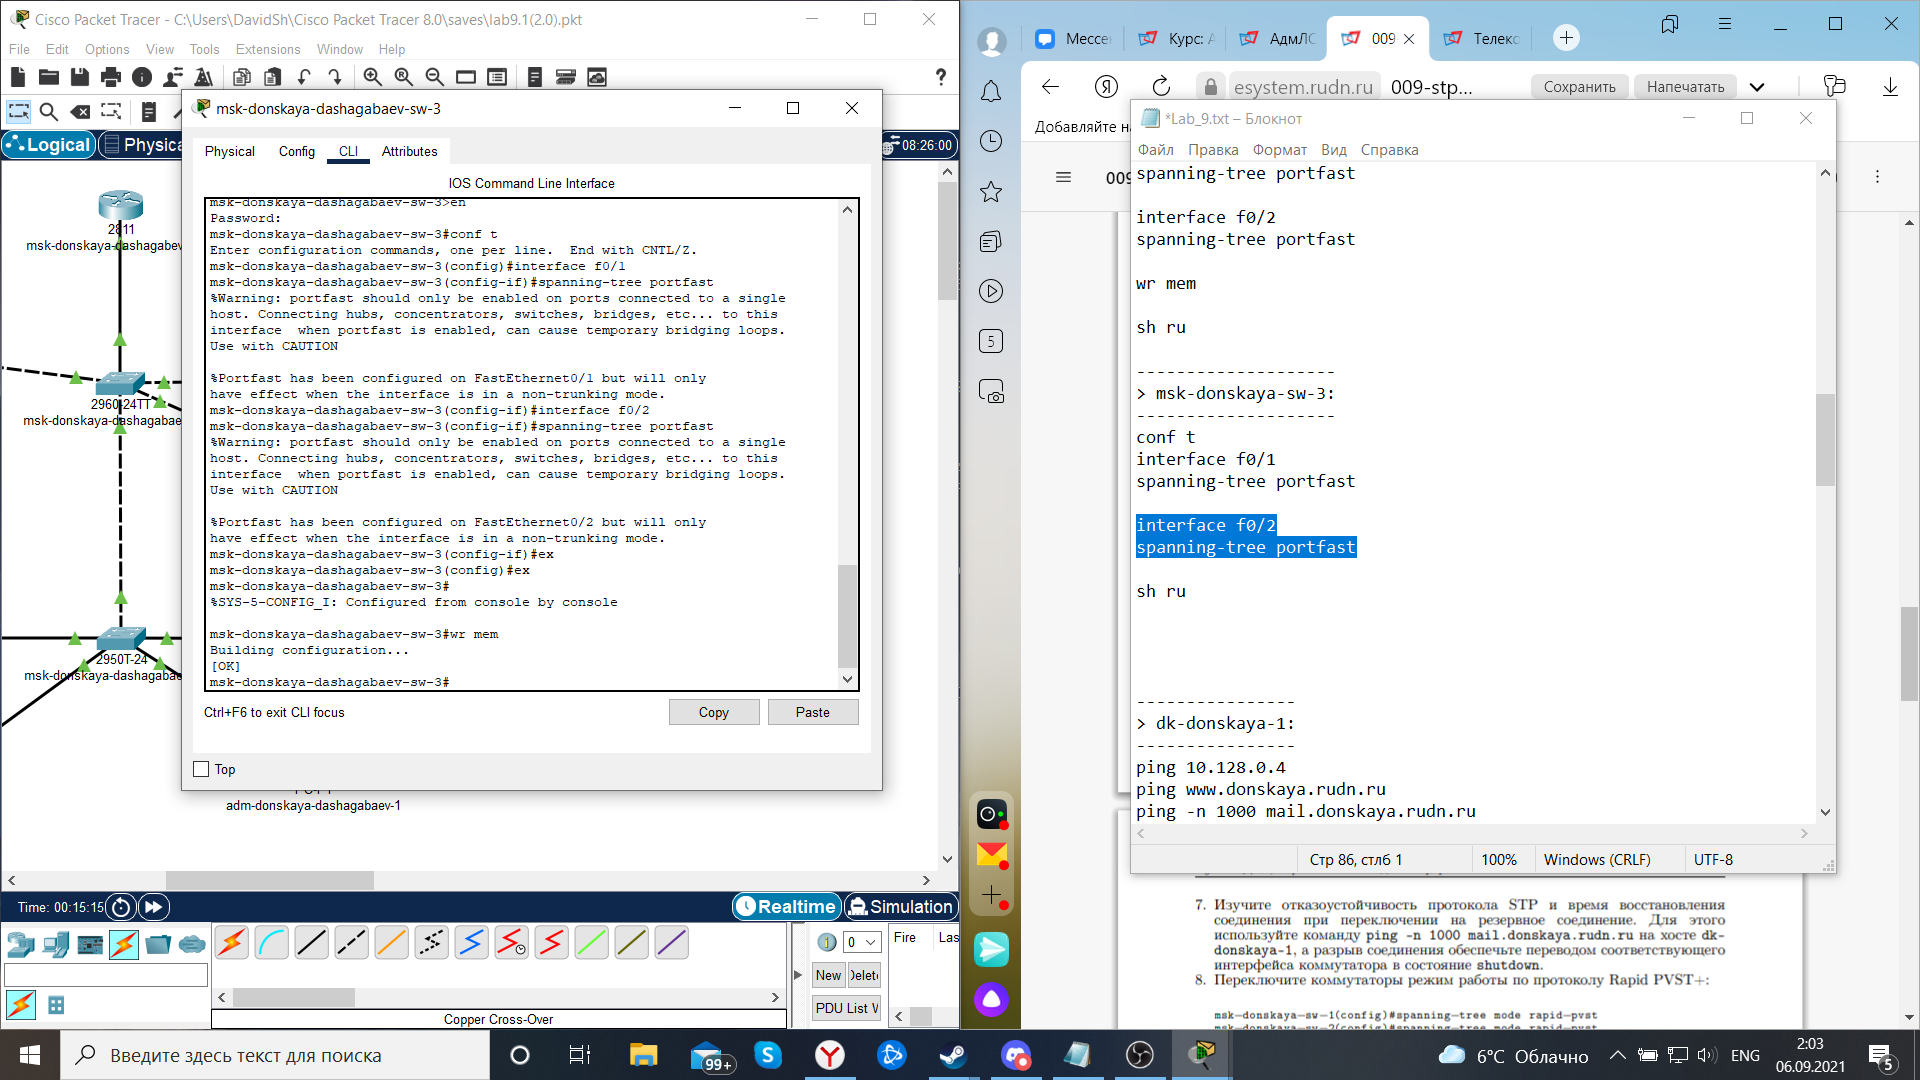 Cisco Packet Tracer - C:\Users\DavidSh\Cisco Packet Tracer 8.0\saves\lab9.1(2.0).pkt
File Edit Options View Tools Extensions Window Help
Logical
08:26:00
2811
2960-24TT
msk-donskaya-dashagabae
2950T-24
msk-donskaya-dashagabae
adm-donskaya-dashagabaev-1
msk-donskaya-dashagabaev-sw-3
Physical Config CLI Attributes
IOS Command Line Interface
msk-donskaya-dashagabaev-sw-3>en
Password:
msk-donskaya-dashagabaev-sw-3#conf t
Enter configuration commands, one per line. End with CNTL/Z.
msk-donskaya-dashagabaev-sw-3(config)#interface f0/1
msk-donskaya-dashagabaev-sw-3(config-if)#spanning-tree portfast
%Warning: portfast should only be enabled on ports connected to a single
host. Connecting hubs, concentrators, switches, bridges, etc... to this
interface when portfast is enabled, can cause temporary bridging loops.
Use with CAUTION
%Portfast has been configured on FastEthernet0/1 but will only
have effect when the interface is in a non-trunking mode.
msk-donskaya-dashagabaev-sw-3(config-if)#interface f0/2
msk-donskaya-dashagabaev-sw-3(config-if)#spanning-tree portfast
%Warning: portfast should only be enabled on ports connected to a single
host. Connecting hubs, concentrators, switches, bridges, etc... to this
interface when portfast is enabled, can cause temporary bridging loops.
Use with CAUTION
%Portfast has been configured on FastEthernet0/2 but will only
have effect when the interface is in a non-trunking mode.
msk-donskaya-dashagabaev-sw-3(config-if)#ex
msk-donskaya-dashagabaev-sw-3(config)#ex
msk-donskaya-dashagabaev-sw-3#
%SYS-5-CONFIG_I: Configured from console by console
msk-donskaya-dashagabaev-sw-3#wr mem
Building configuration...
[OK]
msk-donskaya-dashagabaev-sw-3#
Ctrl+F6 to exit CLI focus
Copy Paste
Top
Time: 00:15:15
Realtime Simulation
0
Fire Las
New Delet
PDU List W
Copper Cross-Over
Мессен Курс: А АдмЛС 009 Телекс
esystem.rudn.ru 009-stp...
Сохранить Напечатать
Добавляйте на
5
*Lab_9.txt – Блокнот
Файл Правка Формат Вид Справка
spanning-tree portfast
interface f0/2
spanning-tree portfast
wr mem
sh ru
--------------------
> msk-donskaya-sw-3:
--------------------
conf t
interface f0/1
spanning-tree portfast
interface f0/2
spanning-tree portfast
sh ru
----------------
> dk-donskaya-1:
----------------
ping 10.128.0.4
ping www.donskaya.rudn.ru
ping -n 1000 mail.donskaya.rudn.ru
Стр 86, стлб 1 100% Windows (CRLF) UTF-8
7. Изучите отказоустойчивость протокола STP и время восстановления
соединения при переключении на резервное соединение. Для этого
используйте команду ping -n 1000 mail.donskaya.rudn.ru на хосте dk-
donskaya-1, а разрыв соединения обеспечьте переводом соответствующего
интерфейса коммутатора в состояние shutdown.
8. Переключите коммутаторы режим работы по протоколу Rapid PVST+:
msk-donskaya-sw-1(config)#spanning-tree mode rapid-pvst
msk-donskaya-sw-2(config)#spanning-tree mode rapid-pvst
Введите здесь текст для поиска
99+
6°C Облачно
ENG
2:03
06.09.2021
5